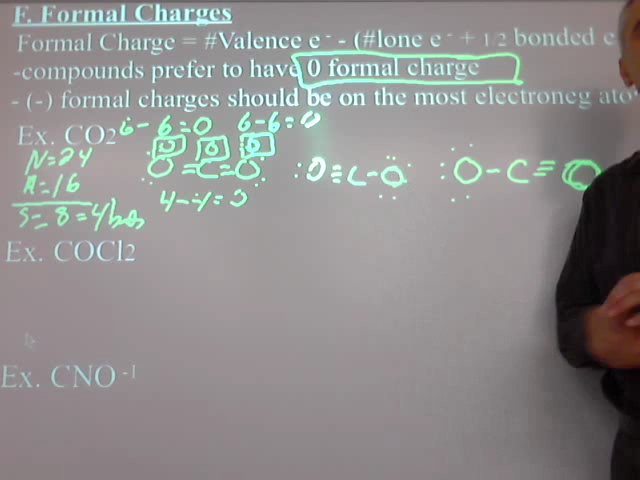 F. Formal Charges
Formal Charge = #Valence e⁻ - (#lone e⁻ + 1/2 bonded e
-compounds prefer to have 0 formal charge
- (-) formal charges should be on the most electroneg ato
Ex. CO2 6-6=0 6-6=0
N=24
A=16
S= 8 = 4
0 0 0
O=C=O :O≡C-O :O-C≡
4-4=0
Ex. COCl2
Ex. CNO⁻¹